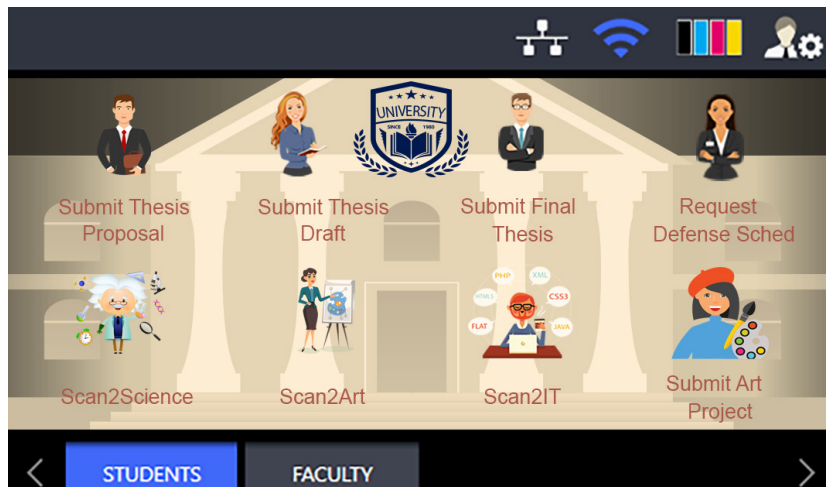 UNIVERSITY
SINCE 1980
Submit Thesis
Proposal
Submit Thesis
Draft
Submit Final
Thesis
Request
Defense Sched
PHP
XML
HTML5
CSS3
FLAT
JAVA
Scan2Science
Scan2Art
Scan2IT
Submit Art
Project
STUDENTS
FACULTY